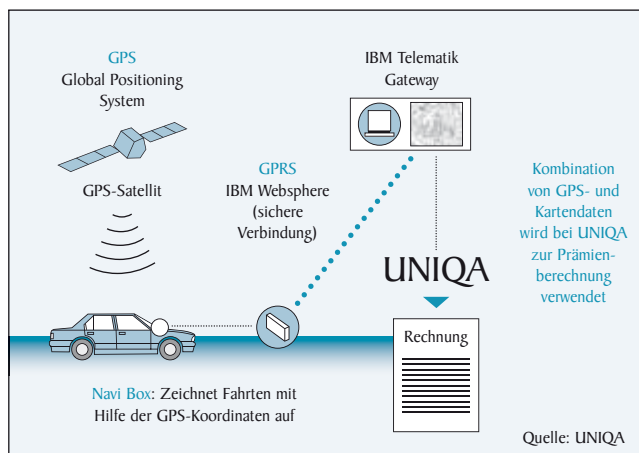 GPS
Global Positioning
System
GPS-Satellit
IBM Telematik
Gateway
GPRS
IBM Websphere
(sichere
Verbindung)
Kombination
von GPS- und
Kartendaten
wird bei UNIQA
zur Prämien-
berechnung
verwendet
UNIQA
Rechnung
Navi Box: Zeichnet Fahrten mit
Hilfe der GPS-Koordinaten auf
Quelle: UNIQA